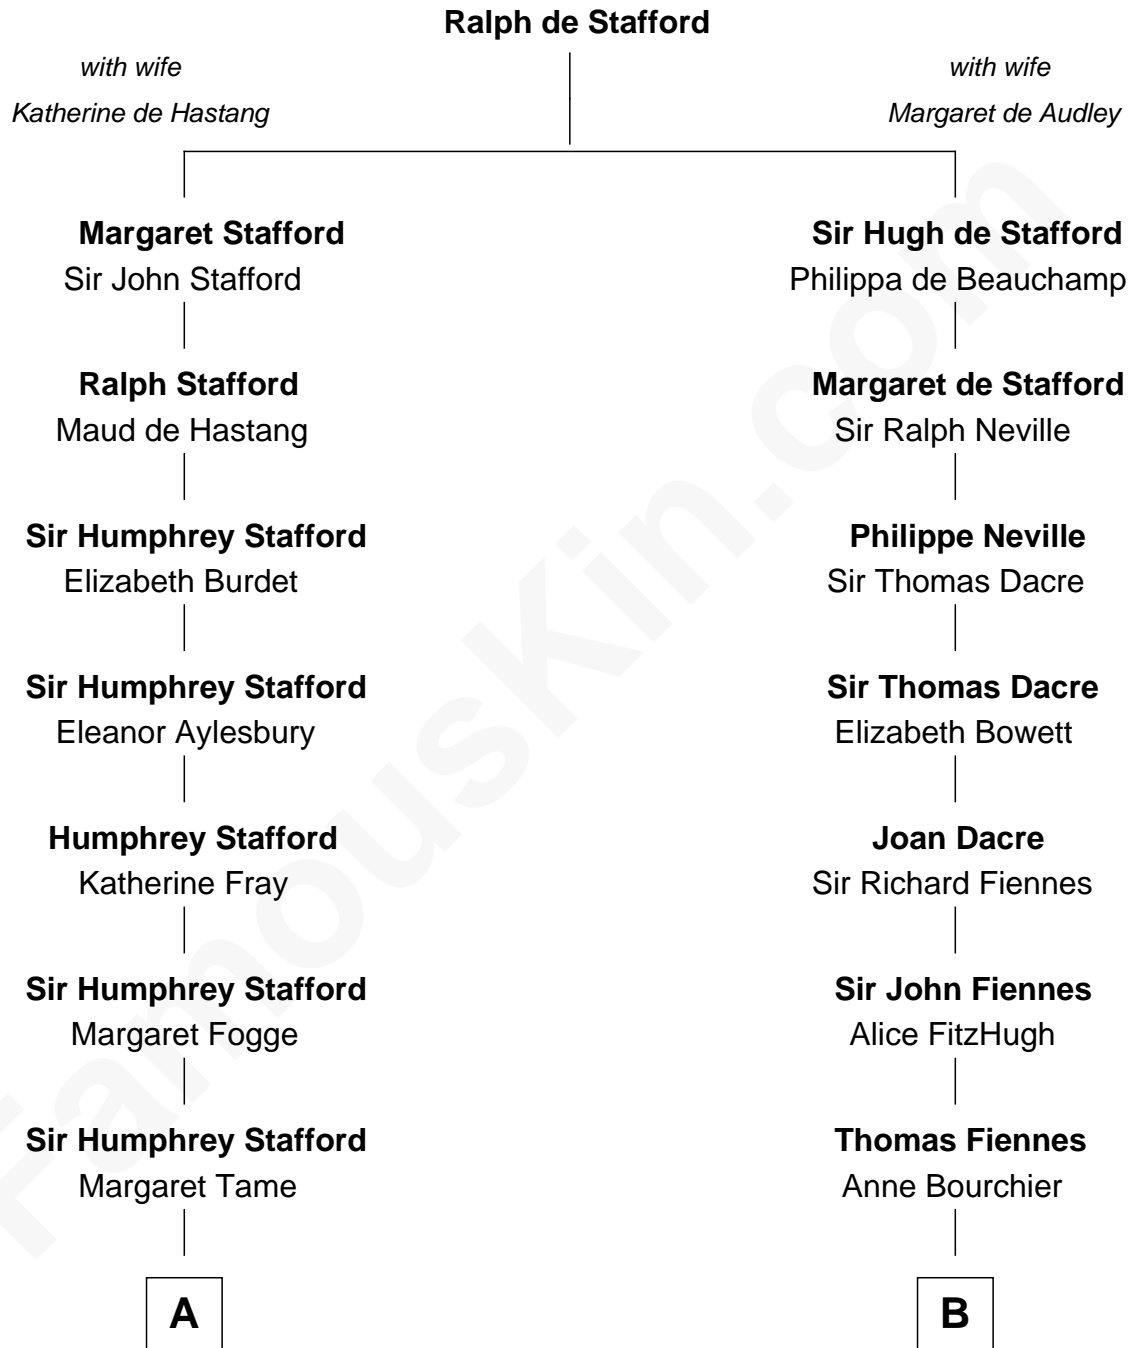 Ralph de Stafford
with wife
Katherine de Hastang
with wife
Margaret de Audley
Margaret Stafford
Sir John Stafford
Sir Hugh de Stafford
Philippa de Beauchamp
Ralph Stafford
Maud de Hastang
Margaret de Stafford
Sir Ralph Neville
Sir Humphrey Stafford
Elizabeth Burdet
Philippe Neville
Sir Thomas Dacre
Sir Humphrey Stafford
Eleanor Aylesbury
Sir Thomas Dacre
Elizabeth Bowett
Humphrey Stafford
Katherine Fray
Joan Dacre
Sir Richard Fiennes
Sir Humphrey Stafford
Margaret Fogge
Sir John Fiennes
Alice FitzHugh
Sir Humphrey Stafford
Margaret Tame
Thomas Fiennes
Anne Bourchier
A
B
FamousKin.com